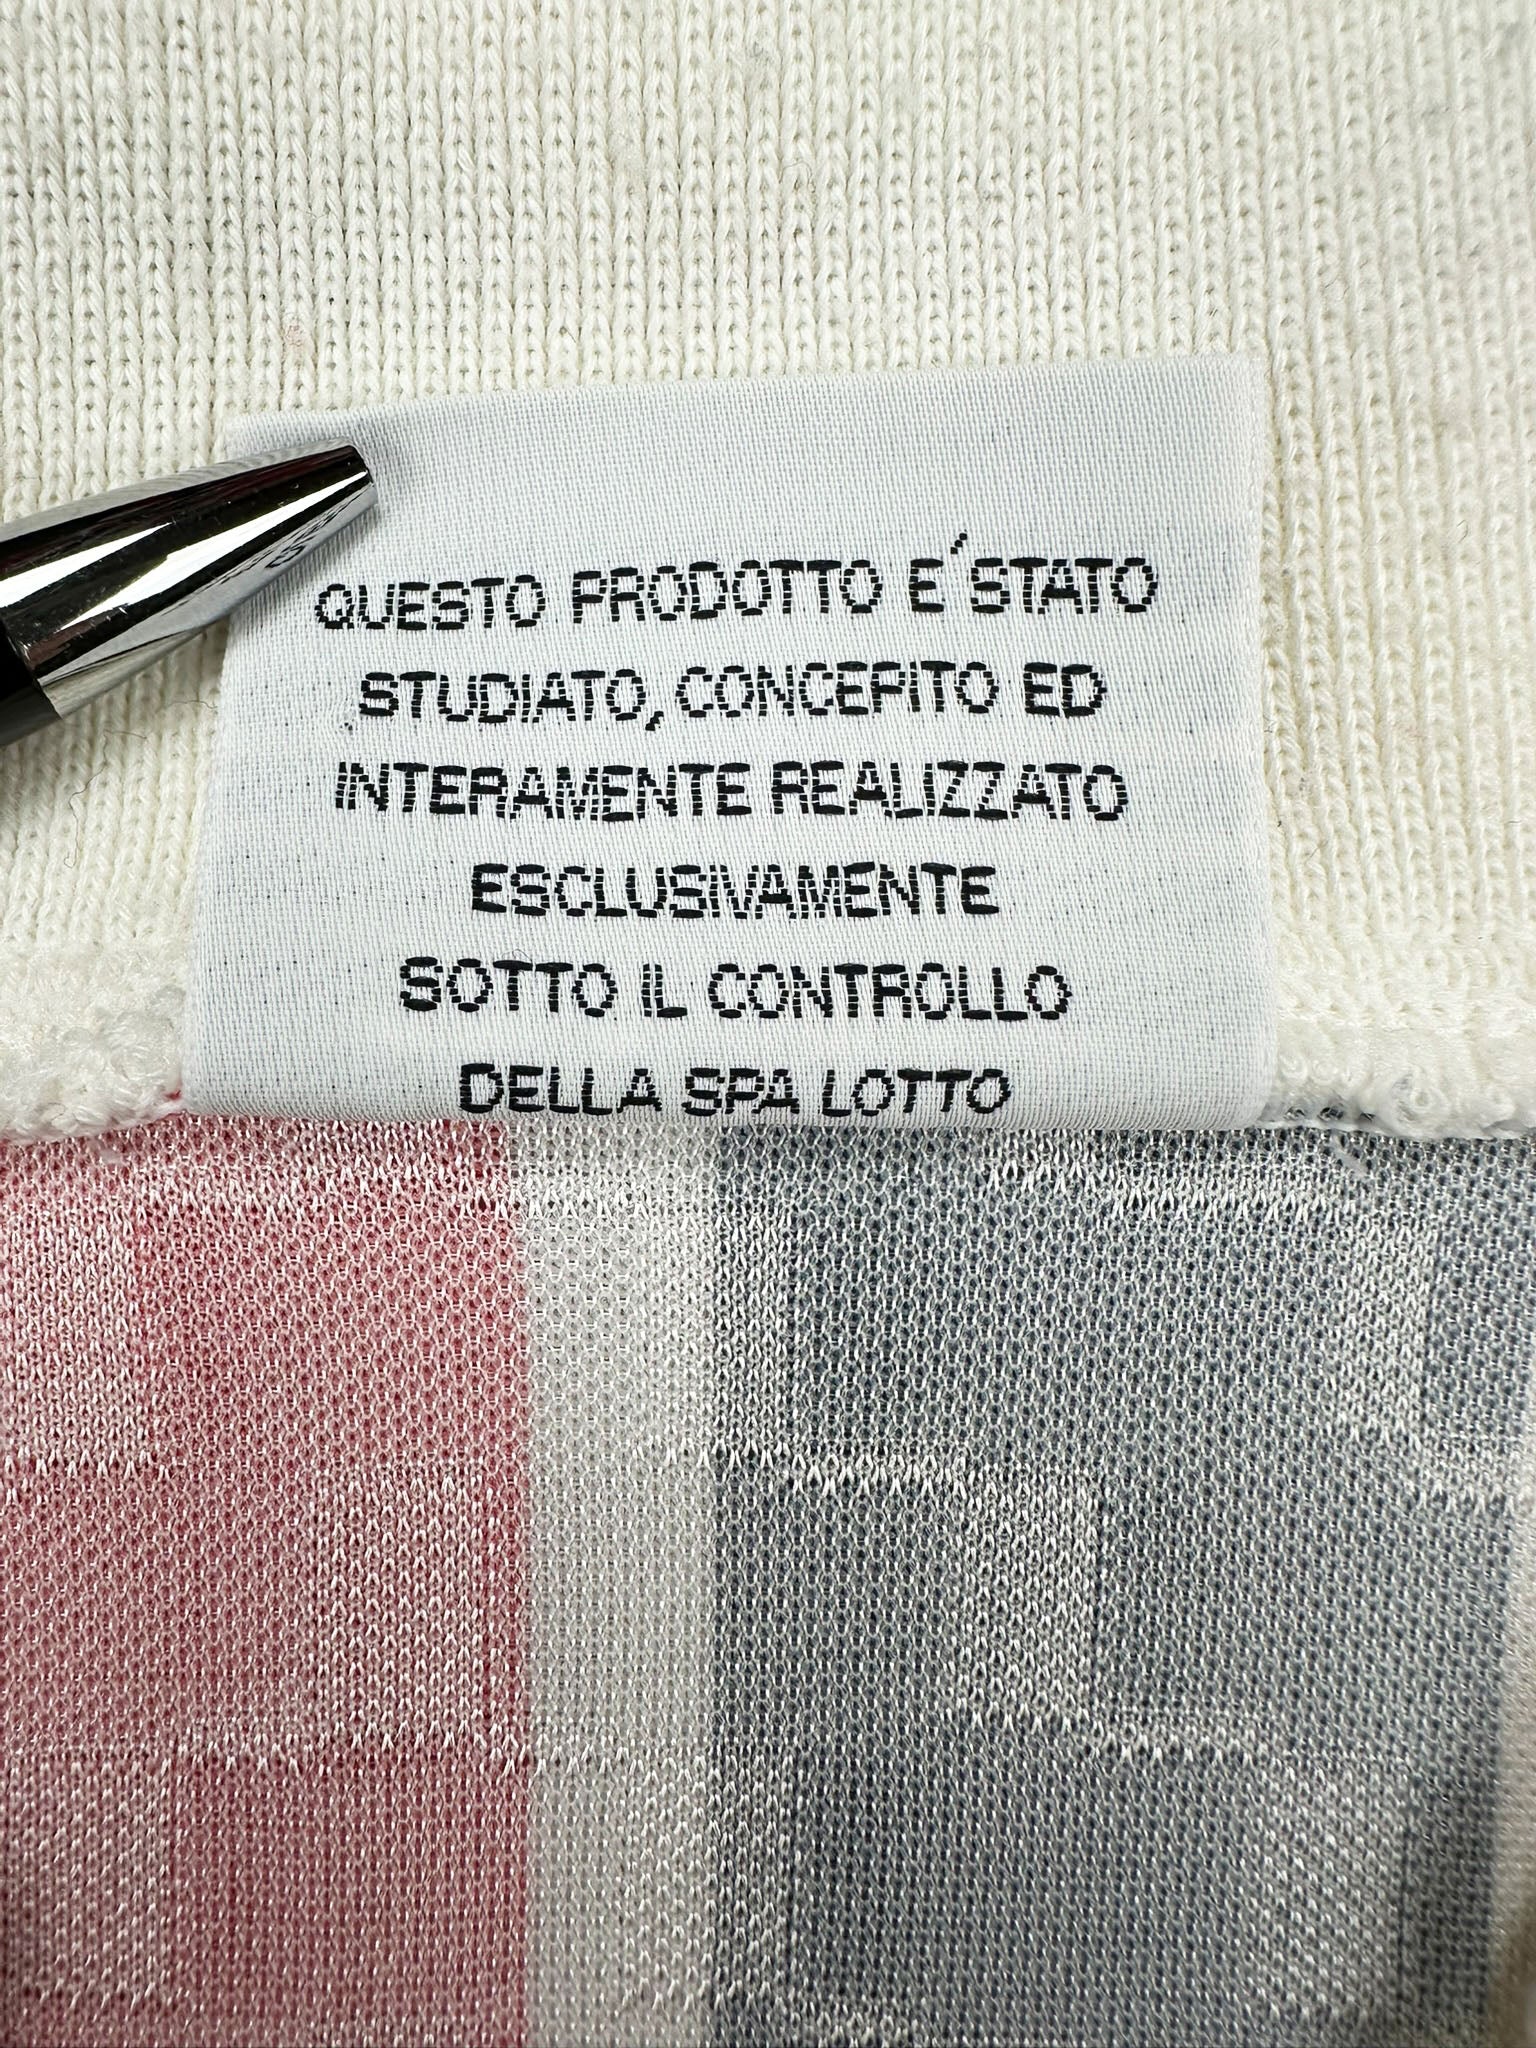 QUESTO PRODOTTO E´STATO
STUDIATO, CONCEPITO ED
INTERAMENTE REALIZZATO
ESCLUSIVAMENTE
SOTTO IL CONTROLLO
DELLA SPA LOTTO